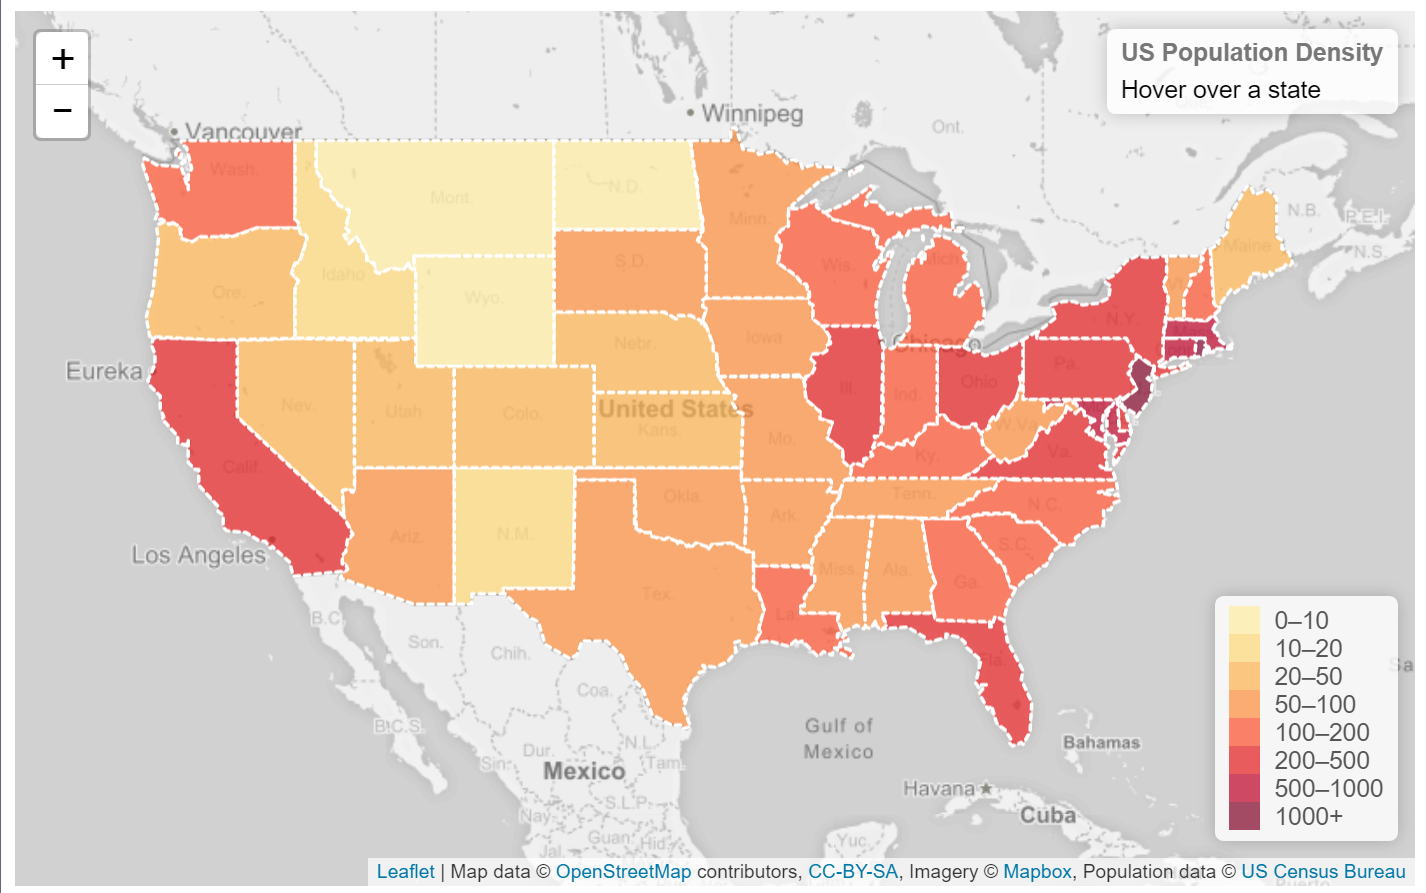 +
−
US Population Density
Hover over a state
Vancouver
Winnipeg
Ont.
Wash.
Mont.
N.D.
Minn.
N.B.
P.E.I.
N.S.
Maine
Ore.
Idaho
Wyo.
S.D.
Wis.
Mich.
Vt.
N.Y.
Mass.
Conn.
Eureka
Nev.
Utah
Colo.
Nebr.
Iowa
Chicago
Ill.
Ind.
Ohio
Pa.
United States
Kans.
Mo.
W.Va.
Va.
Ky.
Calif.
Los Angeles
Ariz.
N.M.
Okla.
Ark.
Tenn.
N.C.
S.C.
Tex.
La.
Miss.
Ala.
Ga.
Fla.
B.C.
Son.
Chih.
Coa.
B.C.S.
Sin.
Dur.
N.L.
Tam.
Mexico
S.L.P.
Nay.
Jal.
Guan.
Hid.
Yuc.
Gulf of
Mexico
Bahamas
Havana
Cuba
Sa
0–10
10–20
20–50
50–100
100–200
200–500
500–1000
1000+
Leaflet | Map data © OpenStreetMap contributors, CC-BY-SA, Imagery © Mapbox, Population data © US Census Bureau